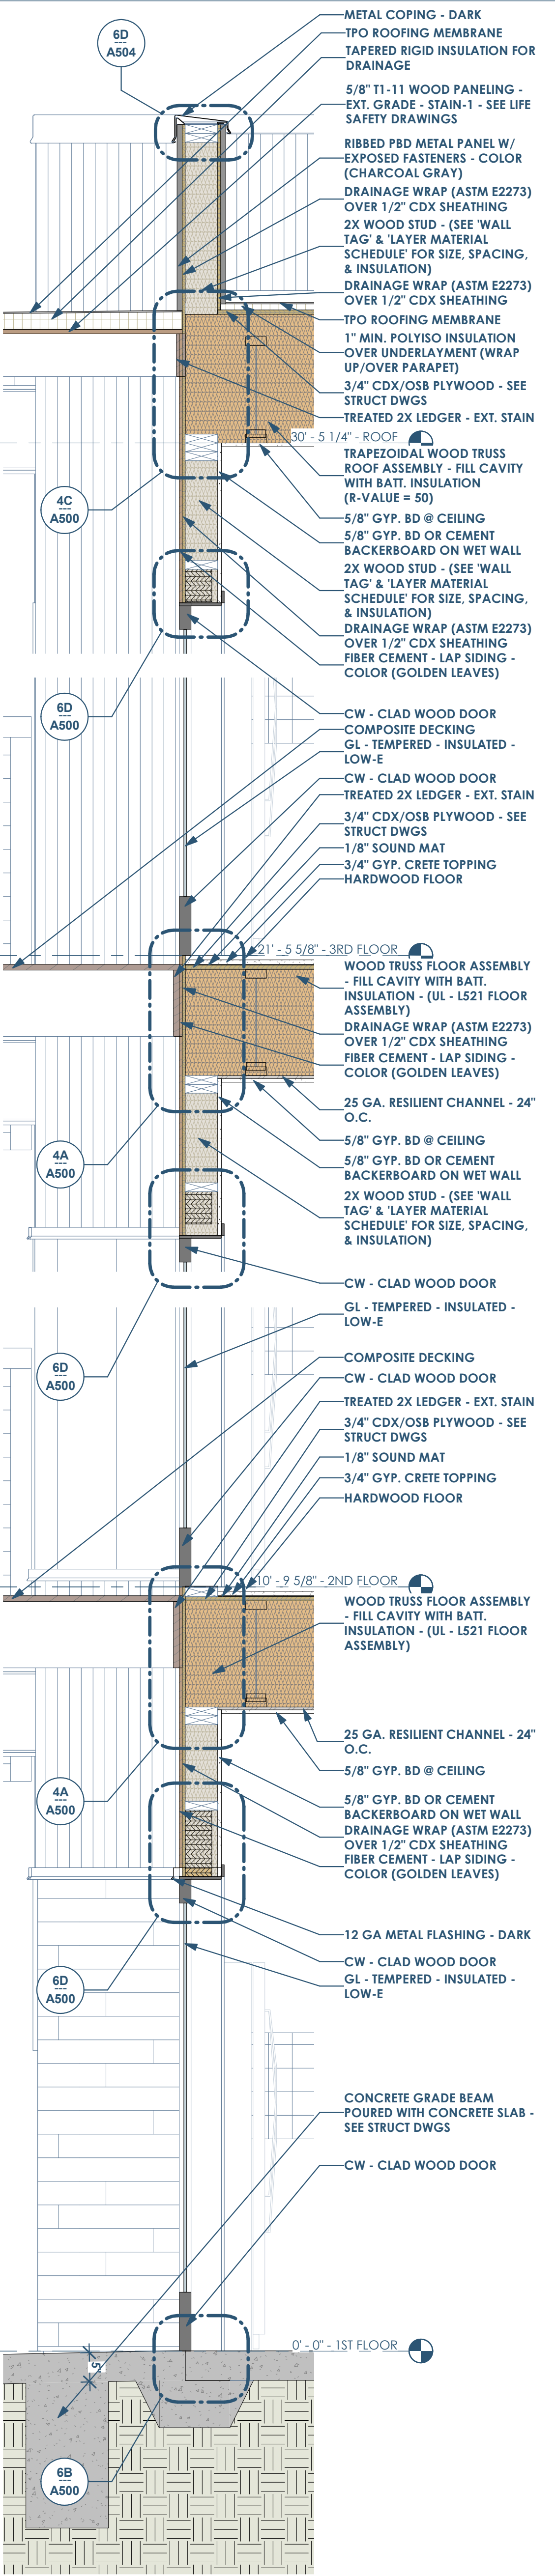 6D
A504
METAL COPING - DARK
TPO ROOFING MEMBRANE
TAPERED RIGID INSULATION FOR
DRAINAGE
5/8" T1-11 WOOD PANELING -
EXT. GRADE - STAIN-1 - SEE LIFE
SAFETY DRAWINGS
RIBBED PBD METAL PANEL W/
EXPOSED FASTENERS - COLOR
(CHARCOAL GRAY)
DRAINAGE WRAP (ASTM E2273)
OVER 1/2" CDX SHEATHING
2X WOOD STUD - (SEE 'WALL
TAG' & 'LAYER MATERIAL
SCHEDULE' FOR SIZE, SPACING,
& INSULATION)
DRAINAGE WRAP (ASTM E2273)
OVER 1/2" CDX SHEATHING
TPO ROOFING MEMBRANE
1" MIN. POLYISO INSULATION
OVER UNDERLAYMENT (WRAP
UP/OVER PARAPET)
3/4" CDX/OSB PLYWOOD - SEE
STRUCT DWGS
TREATED 2X LEDGER - EXT. STAIN
30' - 5 1/4" - ROOF
TRAPEZOIDAL WOOD TRUSS
ROOF ASSEMBLY - FILL CAVITY
WITH BATT. INSULATION
(R-VALUE = 50)
4C
A500
5/8" GYP. BD @ CEILING
5/8" GYP. BD OR CEMENT
BACKERBOARD ON WET WALL
2X WOOD STUD - (SEE 'WALL
TAG' & 'LAYER MATERIAL
SCHEDULE' FOR SIZE, SPACING,
& INSULATION)
DRAINAGE WRAP (ASTM E2273)
OVER 1/2" CDX SHEATHING
FIBER CEMENT - LAP SIDING -
COLOR (GOLDEN LEAVES)
6D
A500
CW - CLAD WOOD DOOR
COMPOSITE DECKING
GL - TEMPERED - INSULATED -
LOW-E
CW - CLAD WOOD DOOR
TREATED 2X LEDGER - EXT. STAIN
3/4" CDX/OSB PLYWOOD - SEE
STRUCT DWGS
1/8" SOUND MAT
3/4" GYP. CRETE TOPPING
HARDWOOD FLOOR
21' - 5 5/8" - 3RD FLOOR
WOOD TRUSS FLOOR ASSEMBLY
- FILL CAVITY WITH BATT.
INSULATION - (UL - L521 FLOOR
ASSEMBLY)
DRAINAGE WRAP (ASTM E2273)
OVER 1/2" CDX SHEATHING
FIBER CEMENT - LAP SIDING -
COLOR (GOLDEN LEAVES)
25 GA. RESILIENT CHANNEL - 24"
O.C.
5/8" GYP. BD @ CEILING
4A
A500
5/8" GYP. BD OR CEMENT
BACKERBOARD ON WET WALL
2X WOOD STUD - (SEE 'WALL
TAG' & 'LAYER MATERIAL
SCHEDULE' FOR SIZE, SPACING,
& INSULATION)
CW - CLAD WOOD DOOR
GL - TEMPERED - INSULATED -
LOW-E
6D
A500
COMPOSITE DECKING
CW - CLAD WOOD DOOR
TREATED 2X LEDGER - EXT. STAIN
3/4" CDX/OSB PLYWOOD - SEE
STRUCT DWGS
1/8" SOUND MAT
3/4" GYP. CRETE TOPPING
HARDWOOD FLOOR
10' - 9 5/8" - 2ND FLOOR
WOOD TRUSS FLOOR ASSEMBLY
- FILL CAVITY WITH BATT.
INSULATION - (UL - L521 FLOOR
ASSEMBLY)
25 GA. RESILIENT CHANNEL - 24"
O.C.
5/8" GYP. BD @ CEILING
4A
A500
5/8" GYP. BD OR CEMENT
BACKERBOARD ON WET WALL
DRAINAGE WRAP (ASTM E2273)
OVER 1/2" CDX SHEATHING
FIBER CEMENT - LAP SIDING -
COLOR (GOLDEN LEAVES)
12 GA METAL FLASHING - DARK
CW - CLAD WOOD DOOR
GL - TEMPERED - INSULATED -
LOW-E
6D
A500
CONCRETE GRADE BEAM
POURED WITH CONCRETE SLAB -
SEE STRUCT DWGS
CW - CLAD WOOD DOOR
0' - 0" - 1ST FLOOR
5"
6B
A500